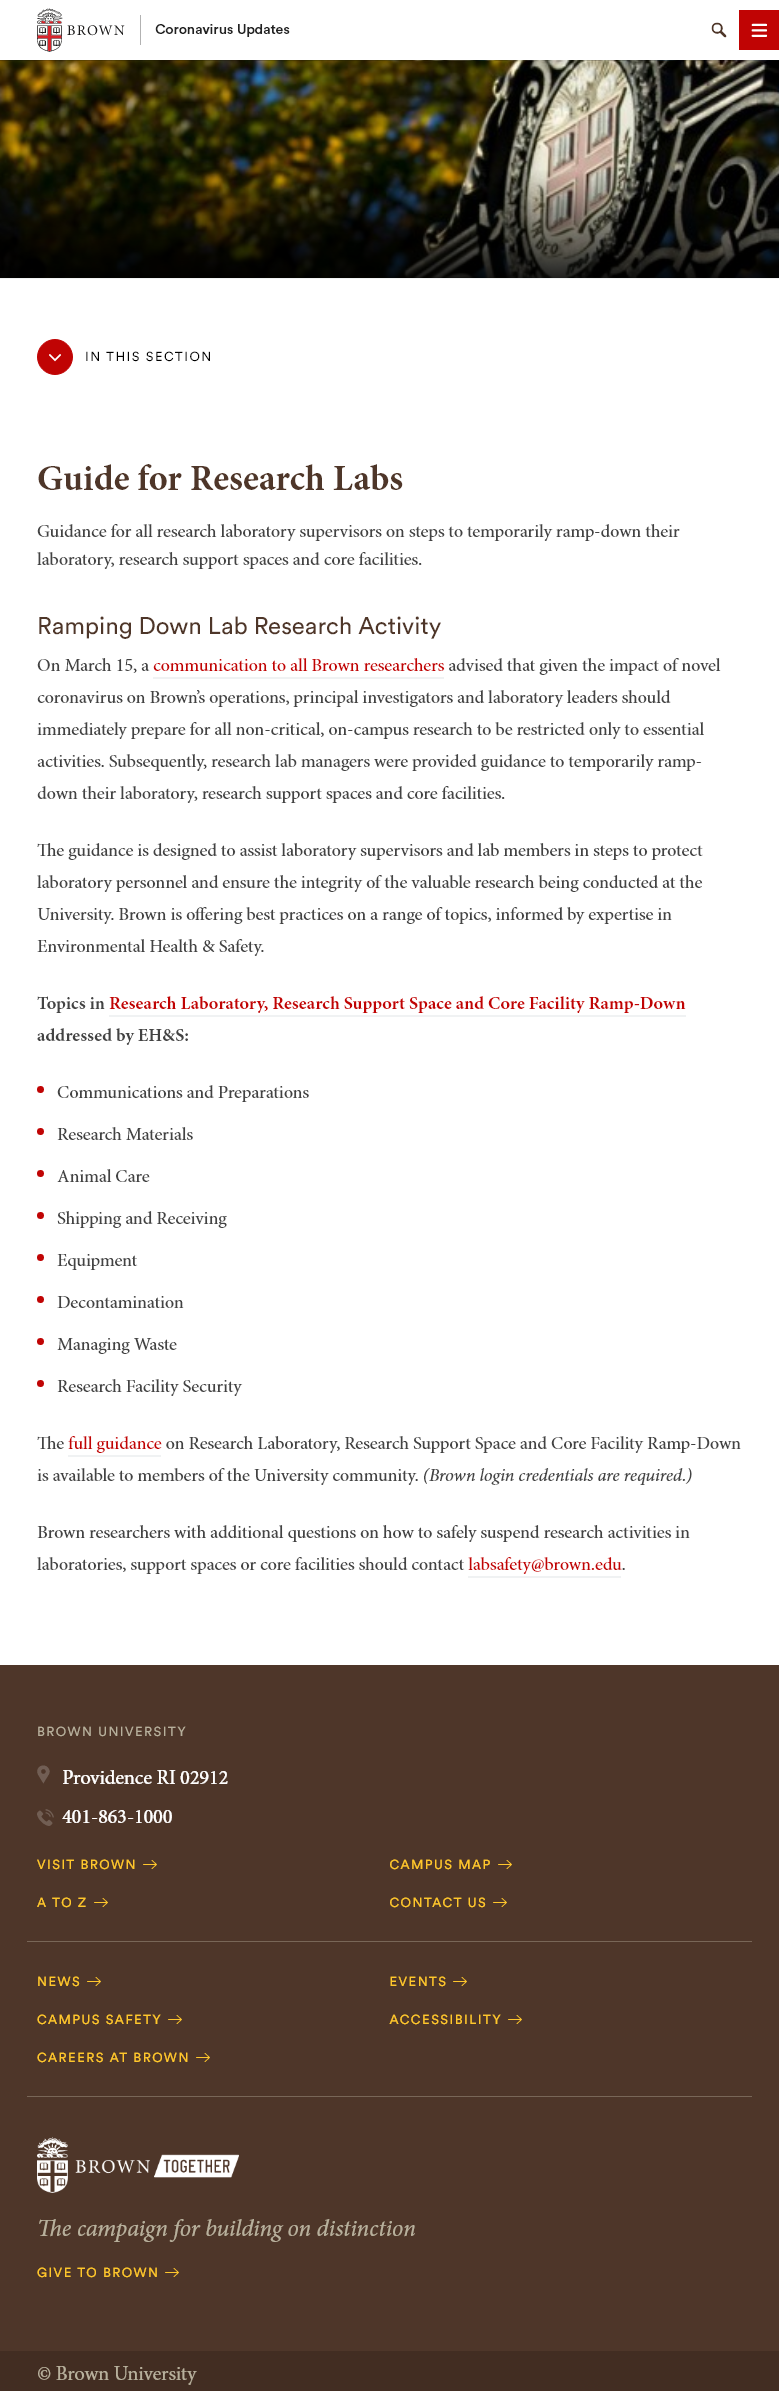 BROWN
Coronavirus Updates
IN DEO
IN THIS SECTION
Guide for Research Labs
Guidance for all research laboratory supervisors on steps to temporarily ramp-down their
laboratory, research support spaces and core facilities.
Ramping Down Lab Research Activity
On March 15, a communication to all Brown researchers advised that given the impact of novel
coronavirus on Brown’s operations, principal investigators and laboratory leaders should
immediately prepare for all non-critical, on-campus research to be restricted only to essential
activities. Subsequently, research lab managers were provided guidance to temporarily ramp-
down their laboratory, research support spaces and core facilities.
The guidance is designed to assist laboratory supervisors and lab members in steps to protect
laboratory personnel and ensure the integrity of the valuable research being conducted at the
University. Brown is offering best practices on a range of topics, informed by expertise in
Environmental Health & Safety.
Topics in Research Laboratory, Research Support Space and Core Facility Ramp-Down
addressed by EH&S:
Communications and Preparations
Research Materials
Animal Care
Shipping and Receiving
Equipment
Decontamination
Managing Waste
Research Facility Security
The full guidance on Research Laboratory, Research Support Space and Core Facility Ramp-Down
is available to members of the University community. (Brown login credentials are required.)
Brown researchers with additional questions on how to safely suspend research activities in
laboratories, support spaces or core facilities should contact labsafety@brown.edu.
BROWN UNIVERSITY
Providence RI 02912
401-863-1000
VISIT BROWN
CAMPUS MAP
A TO Z
CONTACT US
NEWS
EVENTS
CAMPUS SAFETY
ACCESSIBILITY
CAREERS AT BROWN
BROWN TOGETHER
The campaign for building on distinction
GIVE TO BROWN
© Brown University